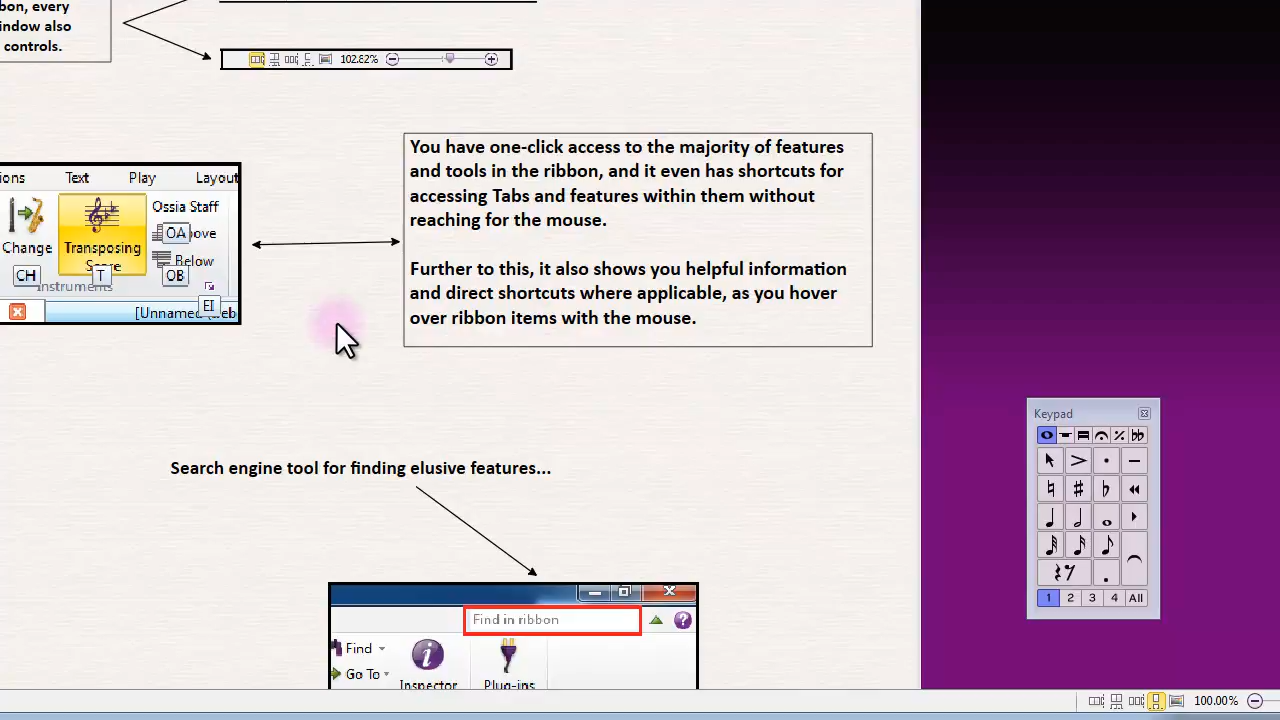 bon, every
indow also
controls.
102.82%
You have one-click access to the majority of features
and tools in the ribbon, and it even has shortcuts for
accessing Tabs and features within them without
reaching for the mouse.
Further to this, it also shows you helpful information
and direct shortcuts where applicable, as you hover
over ribbon items with the mouse.
ions Text Play Layout
Change
Transposing
Score
Ossia Staff
OA
Below
CH
T
OB
Instruments
EI
[Unnamed
Keypad
Search engine tool for finding elusive features...
Find in ribbon
Find
Go To
Inspector
Plug-ins
1 2 3 4 All
100.00%